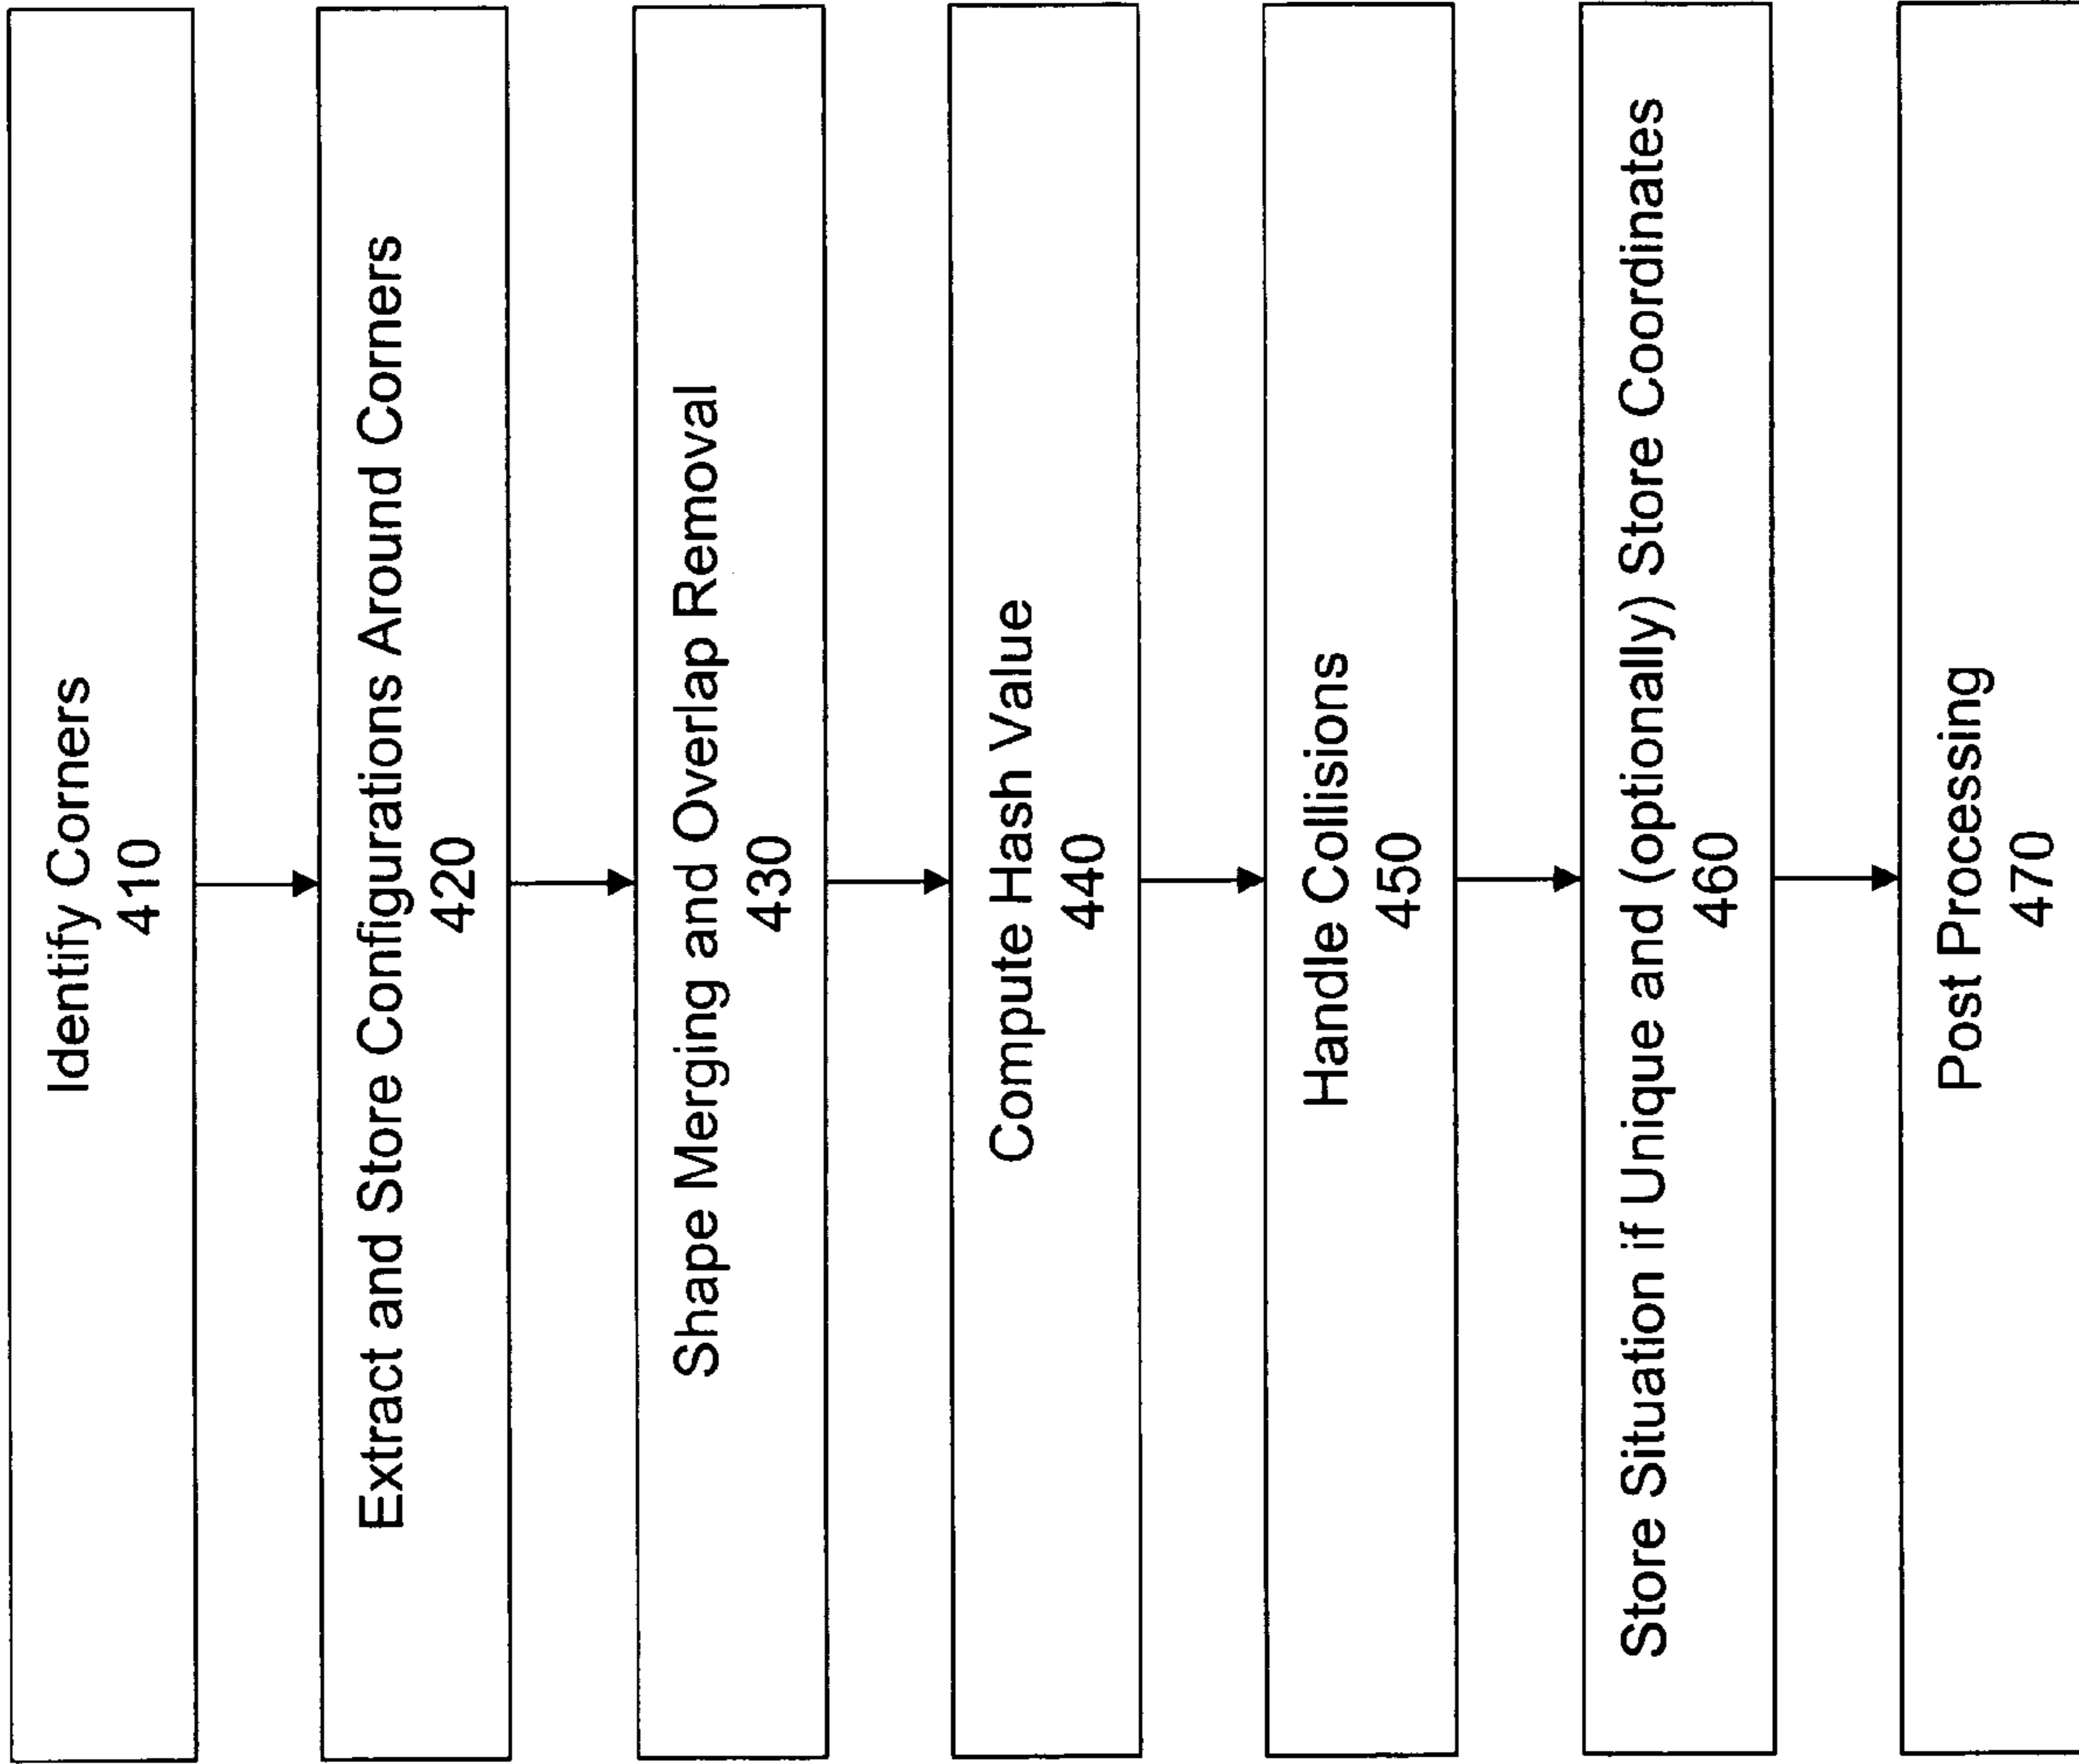 Identify Corners
410
Extract and Store Configurations Around Corners
420
Shape Merging and Overlap Removal
430
Compute Hash Value
440
Handle Collisions
450
Store Situation if Unique and (optionally) Store Coordinates
460
Post Processing
470